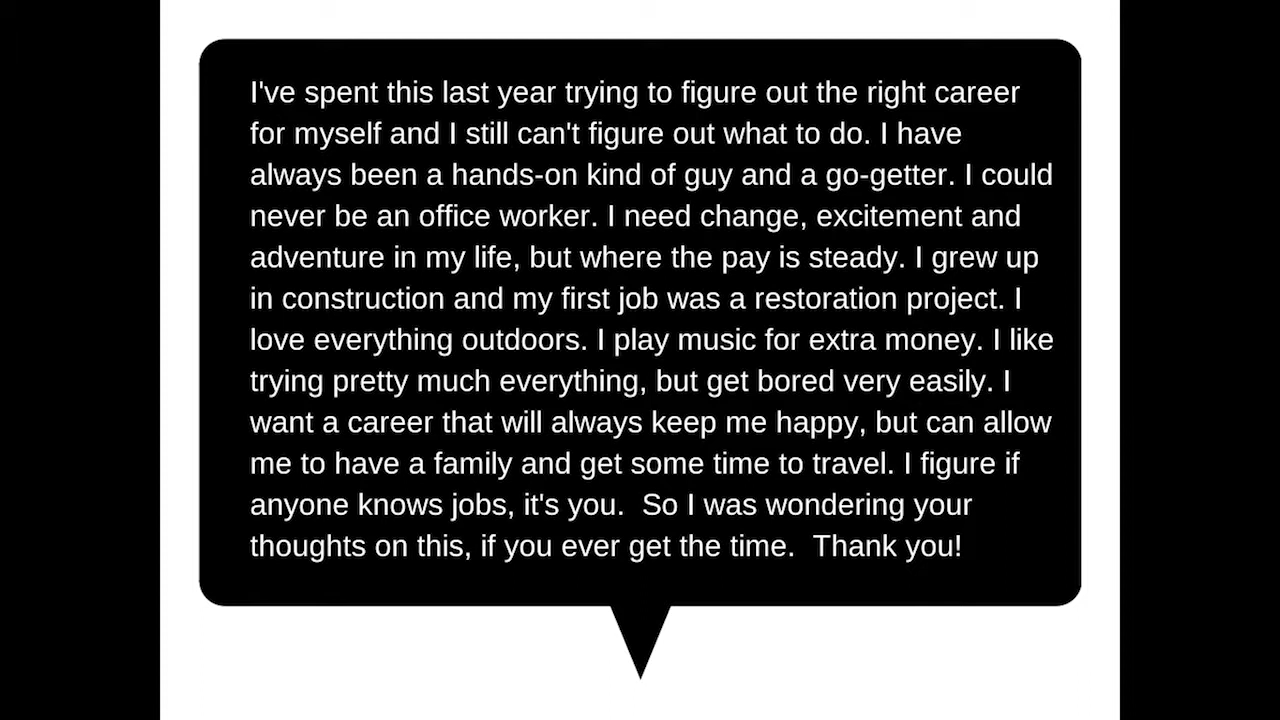 I've spent this last year trying to figure out the right career
for myself and I still can't figure out what to do. I have
always been a hands-on kind of guy and a go-getter. I could
never be an office worker. I need change, excitement and
adventure in my life, but where the pay is steady. I grew up
in construction and my first job was a restoration project. I
love everything outdoors. I play music for extra money. I like
trying pretty much everything, but get bored very easily. I
want a career that will always keep me happy, but can allow
me to have a family and get some time to travel. I figure if
anyone knows jobs, it's you.  So I was wondering your
thoughts on this, if you ever get the time.  Thank you!